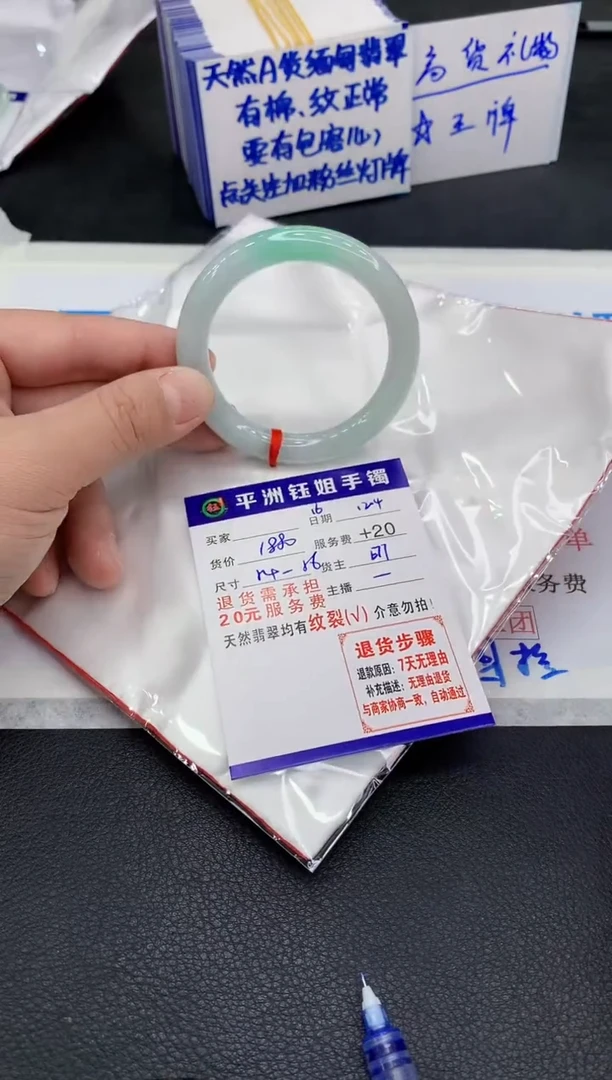 天然A货缅甸翡翠
有棉、纹正常
要有包容心
点关注加粉丝灯牌
高货礼物
平洲钰姐手镯
16
买家 日期 124
货价 1880 服务费 +20
尺寸 货主
退货需承担 主播
20元服务费
天然翡翠均有纹裂(√) 介意勿拍!
退货步骤
退款原因: 7天无理由
补充描述: 无理由退货
与商家协商一致, 自动通过
单
务费
团